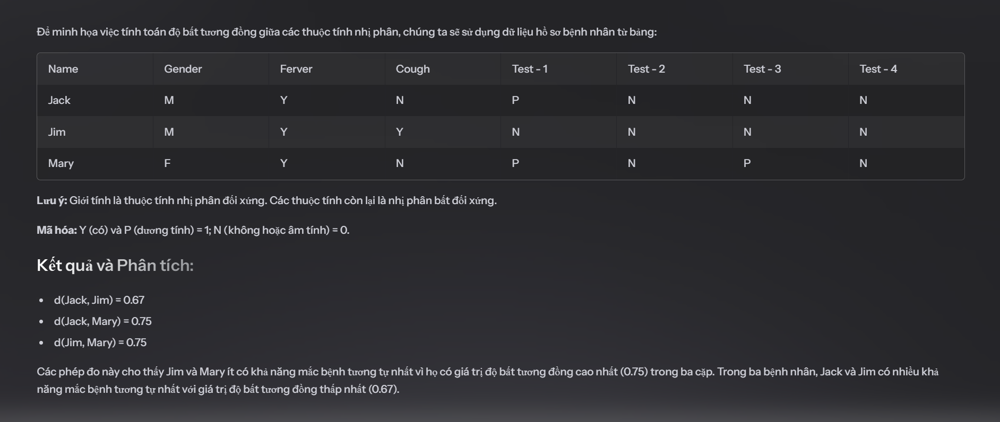 Để minh họa việc tính toán độ bất tương đồng giữa các thuộc tính nhị phân, chúng ta sẽ sử dụng dữ liệu hồ sơ bệnh nhân từ bảng:
Name Gender Ferver Cough Test - 1 Test - 2 Test - 3 Test - 4
Jack M Y N P N N N
Jim M Y Y N N N N
Mary F Y N P N P N
Lưu ý: Giới tính là thuộc tính nhị phân đối xứng. Các thuộc tính còn lại là nhị phân bất đối xứng.
Mã hóa: Y (có) và P (dương tính) = 1; N (không hoặc âm tính) = 0.
Kết quả và Phân tích:
• d(Jack, Jim) = 0.67
• d(Jack, Mary) = 0.75
• d(Jim, Mary) = 0.75
Các phép đo này cho thấy Jim và Mary ít có khả năng mắc bệnh tương tự nhất vì họ có giá trị độ bất tương đồng cao nhất (0.75) trong ba cặp. Trong ba bệnh nhân, Jack và Jim có nhiều khả
năng mắc bệnh tương tự nhất với giá trị độ bất tương đồng thấp nhất (0.67).